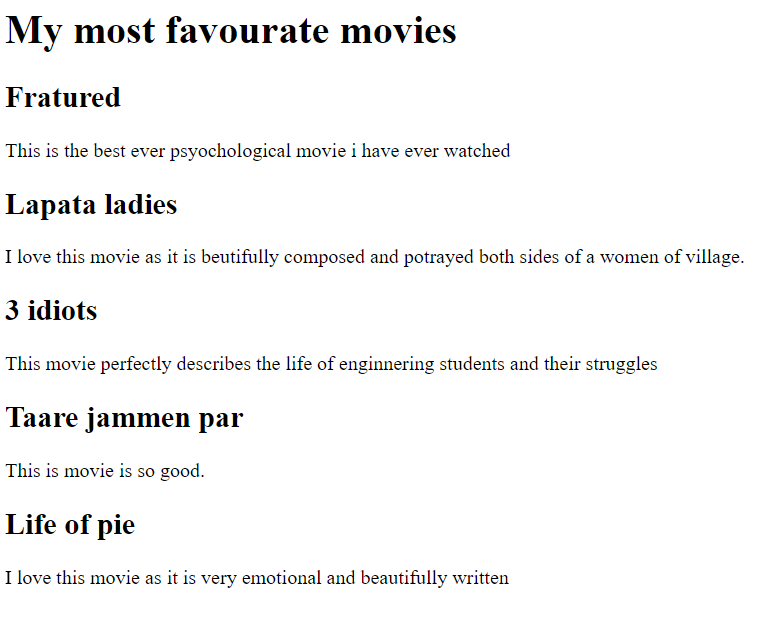 My most favourate movies
Fratured
This is the best ever psyochological movie i have ever watched
Lapata ladies
I love this movie as it is beutifully composed and potrayed both sides of a women of village.
3 idiots
This movie perfectly describes the life of enginnering students and their struggles
Taare jammen par
This is movie is so good.
Life of pie
I love this movie as it is very emotional and beautifully written